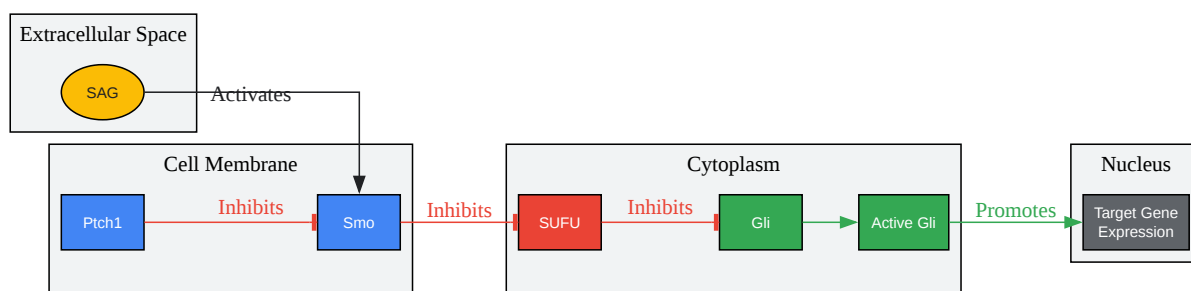 Extracellular Space
SAG
Activates
Cell Membrane
Ptch1
Inhibits
Smo
Inhibits
Cytoplasm
SUFU
Inhibits
Gli
Active Gli
Promotes
Nucleus
Target Gene
Expression